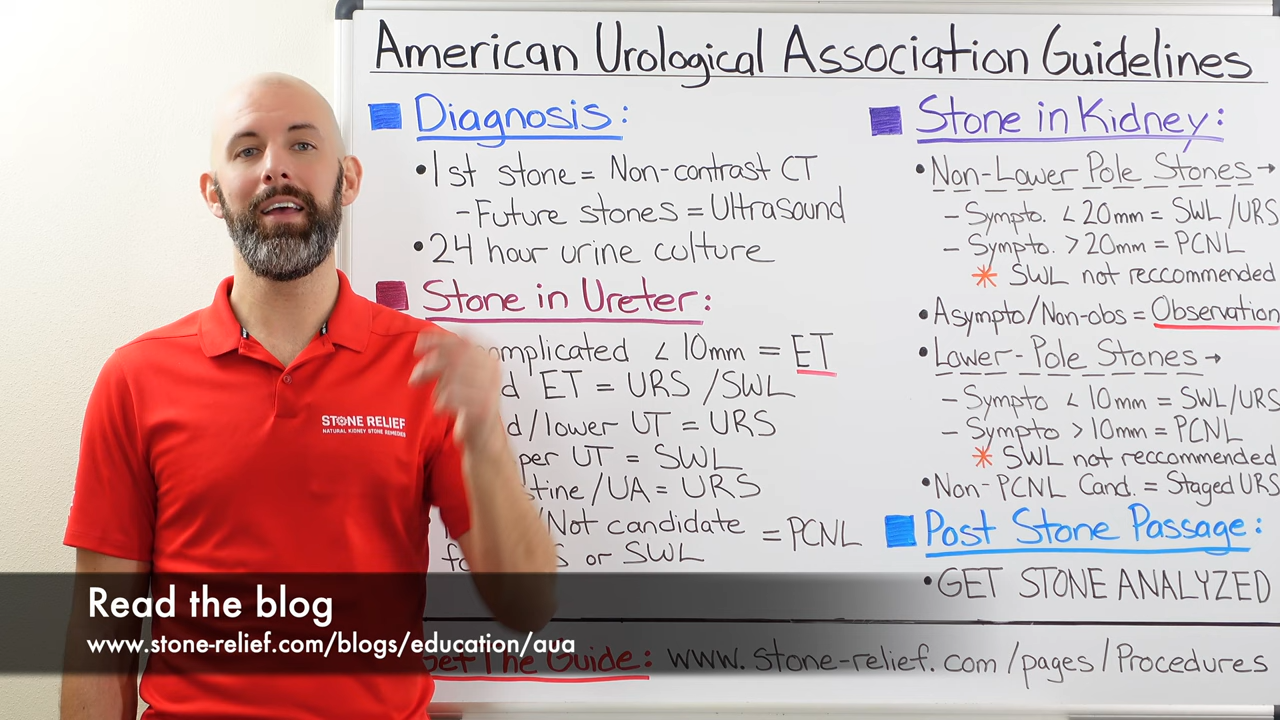 American Urological Association Guidelines
Diagnosis:
•1st stone = Non-contrast CT
-Future stones = Ultrasound
•24 hour urine culture
Stone in Ureter:
omplicated < 10mm = ET
d ET = URS /SWL
d/lower UT = URS
per UT = SWL
stine/UA = URS
/Not candidate = PCNL
fo s or SWL
Stone in Kidney:
•Non-Lower Pole Stones →
- Sympto. < 20mm = SWL /URS
- Sympto. > 20mm = PCNL
* SWL not reccommended
•Asympto/Non-obs = Observation
•Lower-Pole Stones →
- Sympto < 10mm = SWL/URS
- Sympto > 10mm = PCNL
* SWL not reccommended
•Non-PCNL Cand. = Staged URS
Post Stone Passage:
•GET STONE ANALYZED
Get The Guide: www.stone-relief.com/pages/Procedures
STONE RELIEF
NATURAL KIDNEY STONE REMEDIES
Read the blog
www.stone-relief.com/blogs/education/aua